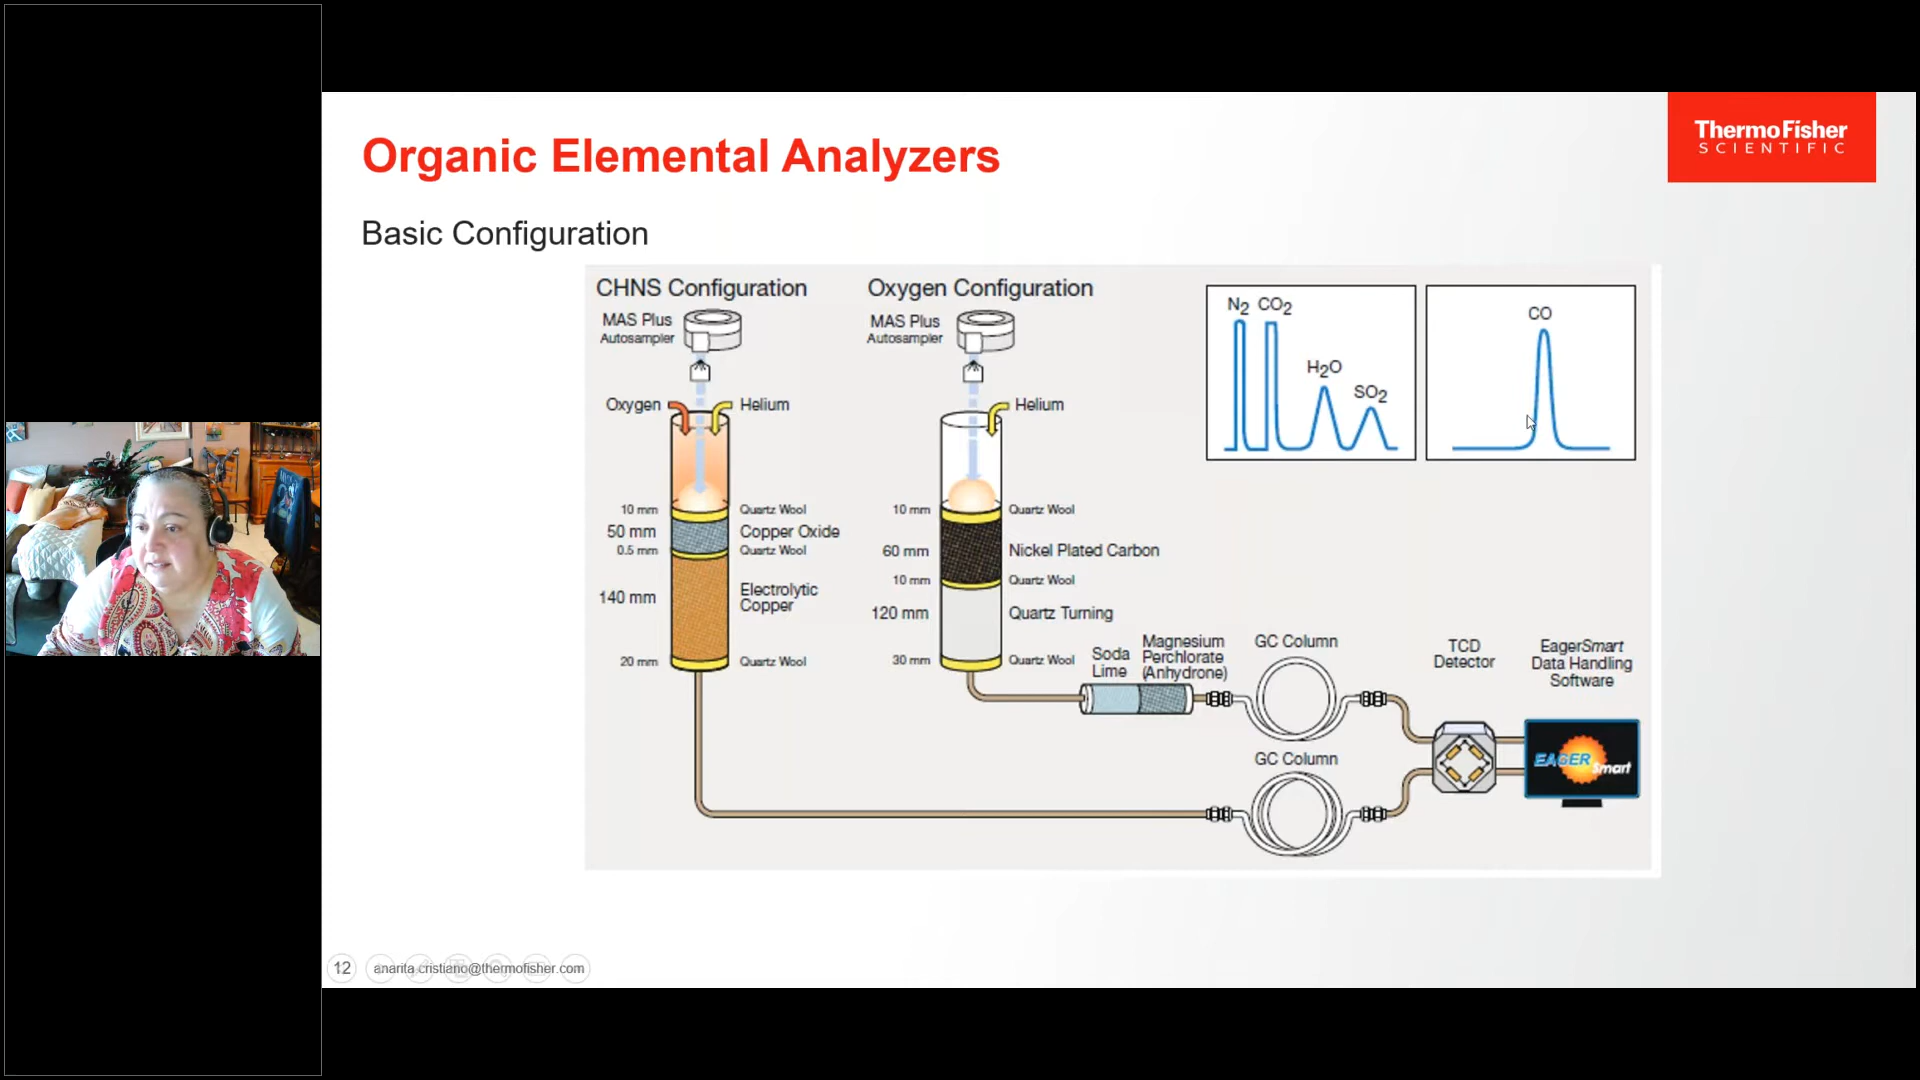 ThermoFisher
SCIENTIFIC
Organic Elemental Analyzers
Basic Configuration
CHNS Configuration
MAS Plus
Autosampler
Oxygen
Helium
10 mm
Quartz Wool
50 mm
Copper Oxide
0.5 mm
Quartz Wool
140 mm
Electrolytic
Copper
20 mm
Quartz Wool
Oxygen Configuration
MAS Plus
Autosampler
Helium
10 mm
Quartz Wool
60 mm
Nickel Plated Carbon
10 mm
Quartz Wool
120 mm
Quartz Turning
30 mm
Quartz Wool
Soda
Lime
Magnesium
Perchlorate
(Anhydrone)
GC Column
GC Column
TCD
Detector
EagerSmart
Data Handling
Software
EAGER
Smart
N2 CO2
H2O
SO2
CO
12
anarita.cristiano@thermofisher.com